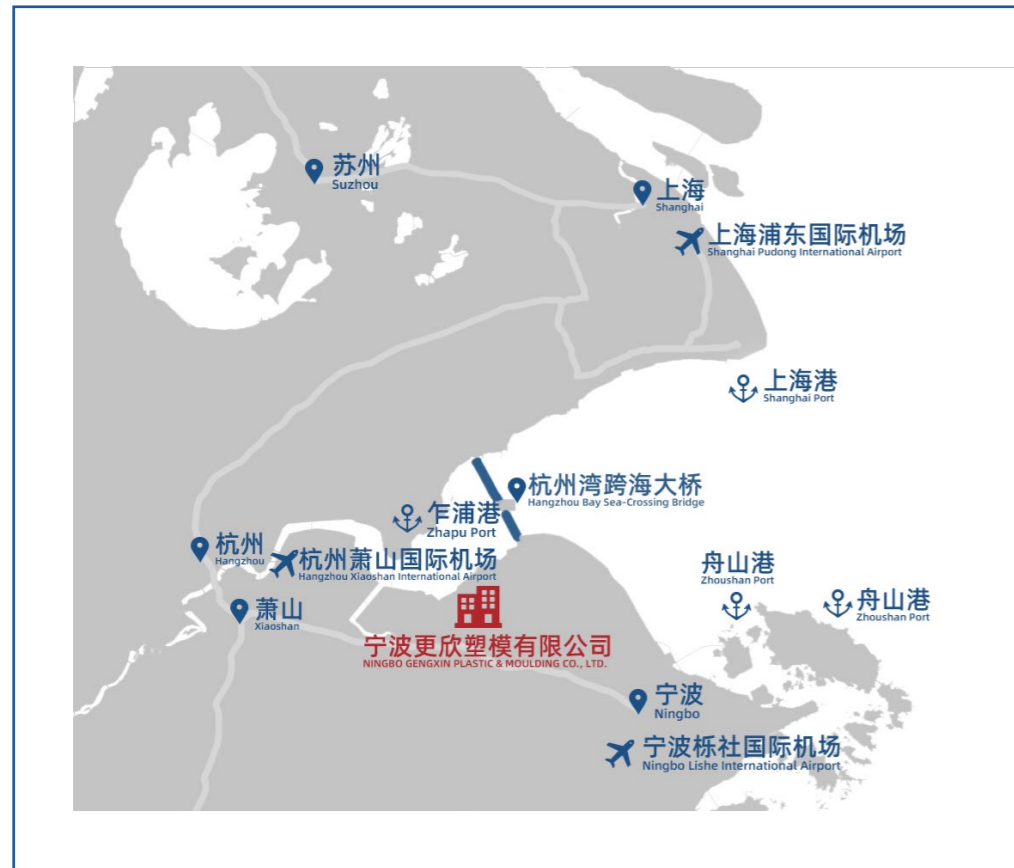 苏州
Suzhou
上海
Shanghai
上海浦东国际机场
Shanghai Pudong International Airport
上海港
Shanghai Port
杭州湾跨海大桥
Hangzhou Bay Sea-Crossing Bridge
乍浦港
Zhapu Port
杭州
Hangzhou
杭州萧山国际机场
Hangzhou Xiaoshan International Airport
舟山港
Zhoushan Port
舟山港
Zhoushan Port
萧山
Xiaoshan
宁波更欣塑模有限公司
NINGBO GENGXIN PLASTIC & MOULDING CO., LTD.
宁波
Ningbo
宁波栎社国际机场
Ningbo Lishe International Airport